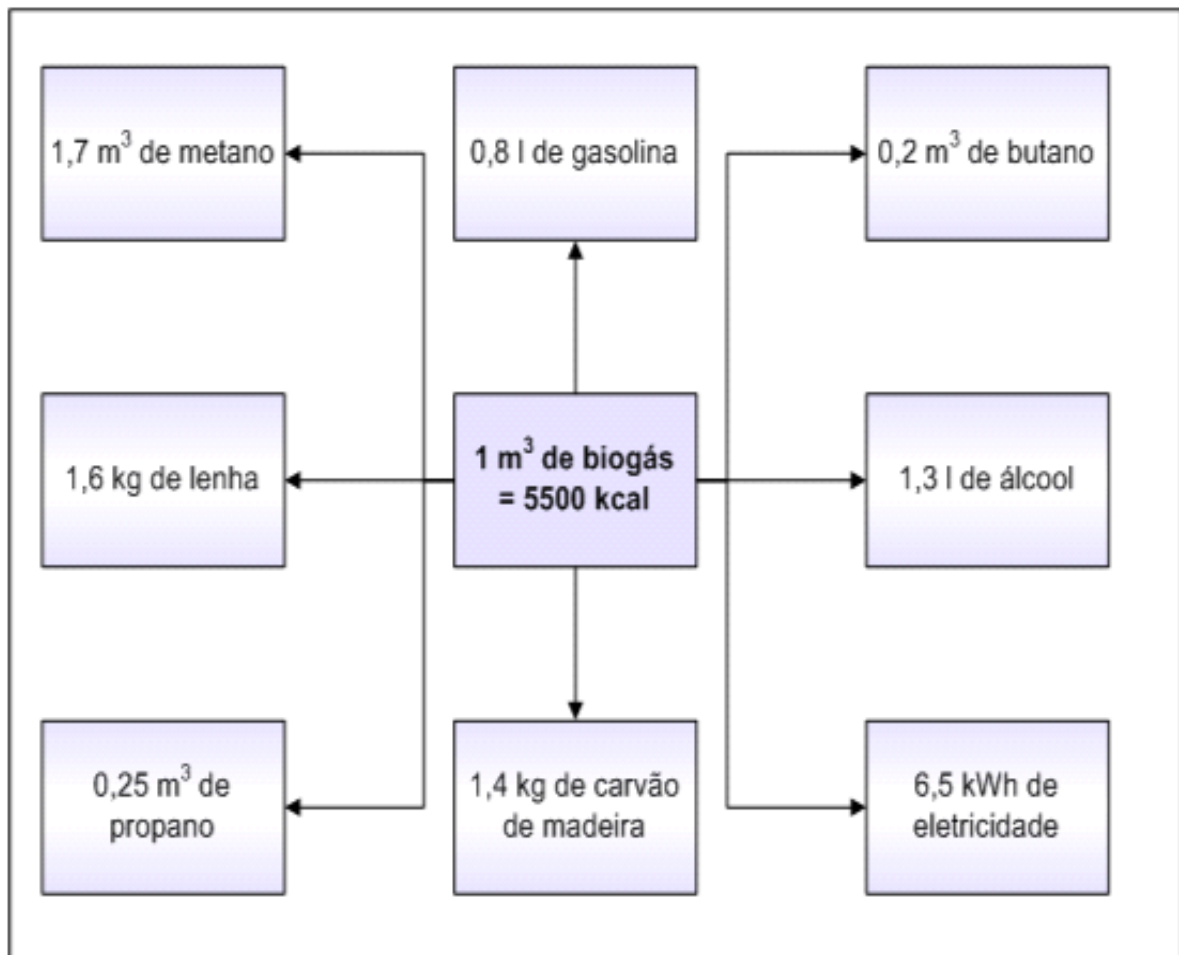 1,7 m³ de metano
0,8 l de gasolina
0,2 m³ de butano
1,6 kg de lenha
1 m³ de biogás
= 5500 kcal
1,3 l de álcool
0,25 m³ de
propano
1,4 kg de carvão
de madeira
6,5 kWh de
eletricidade